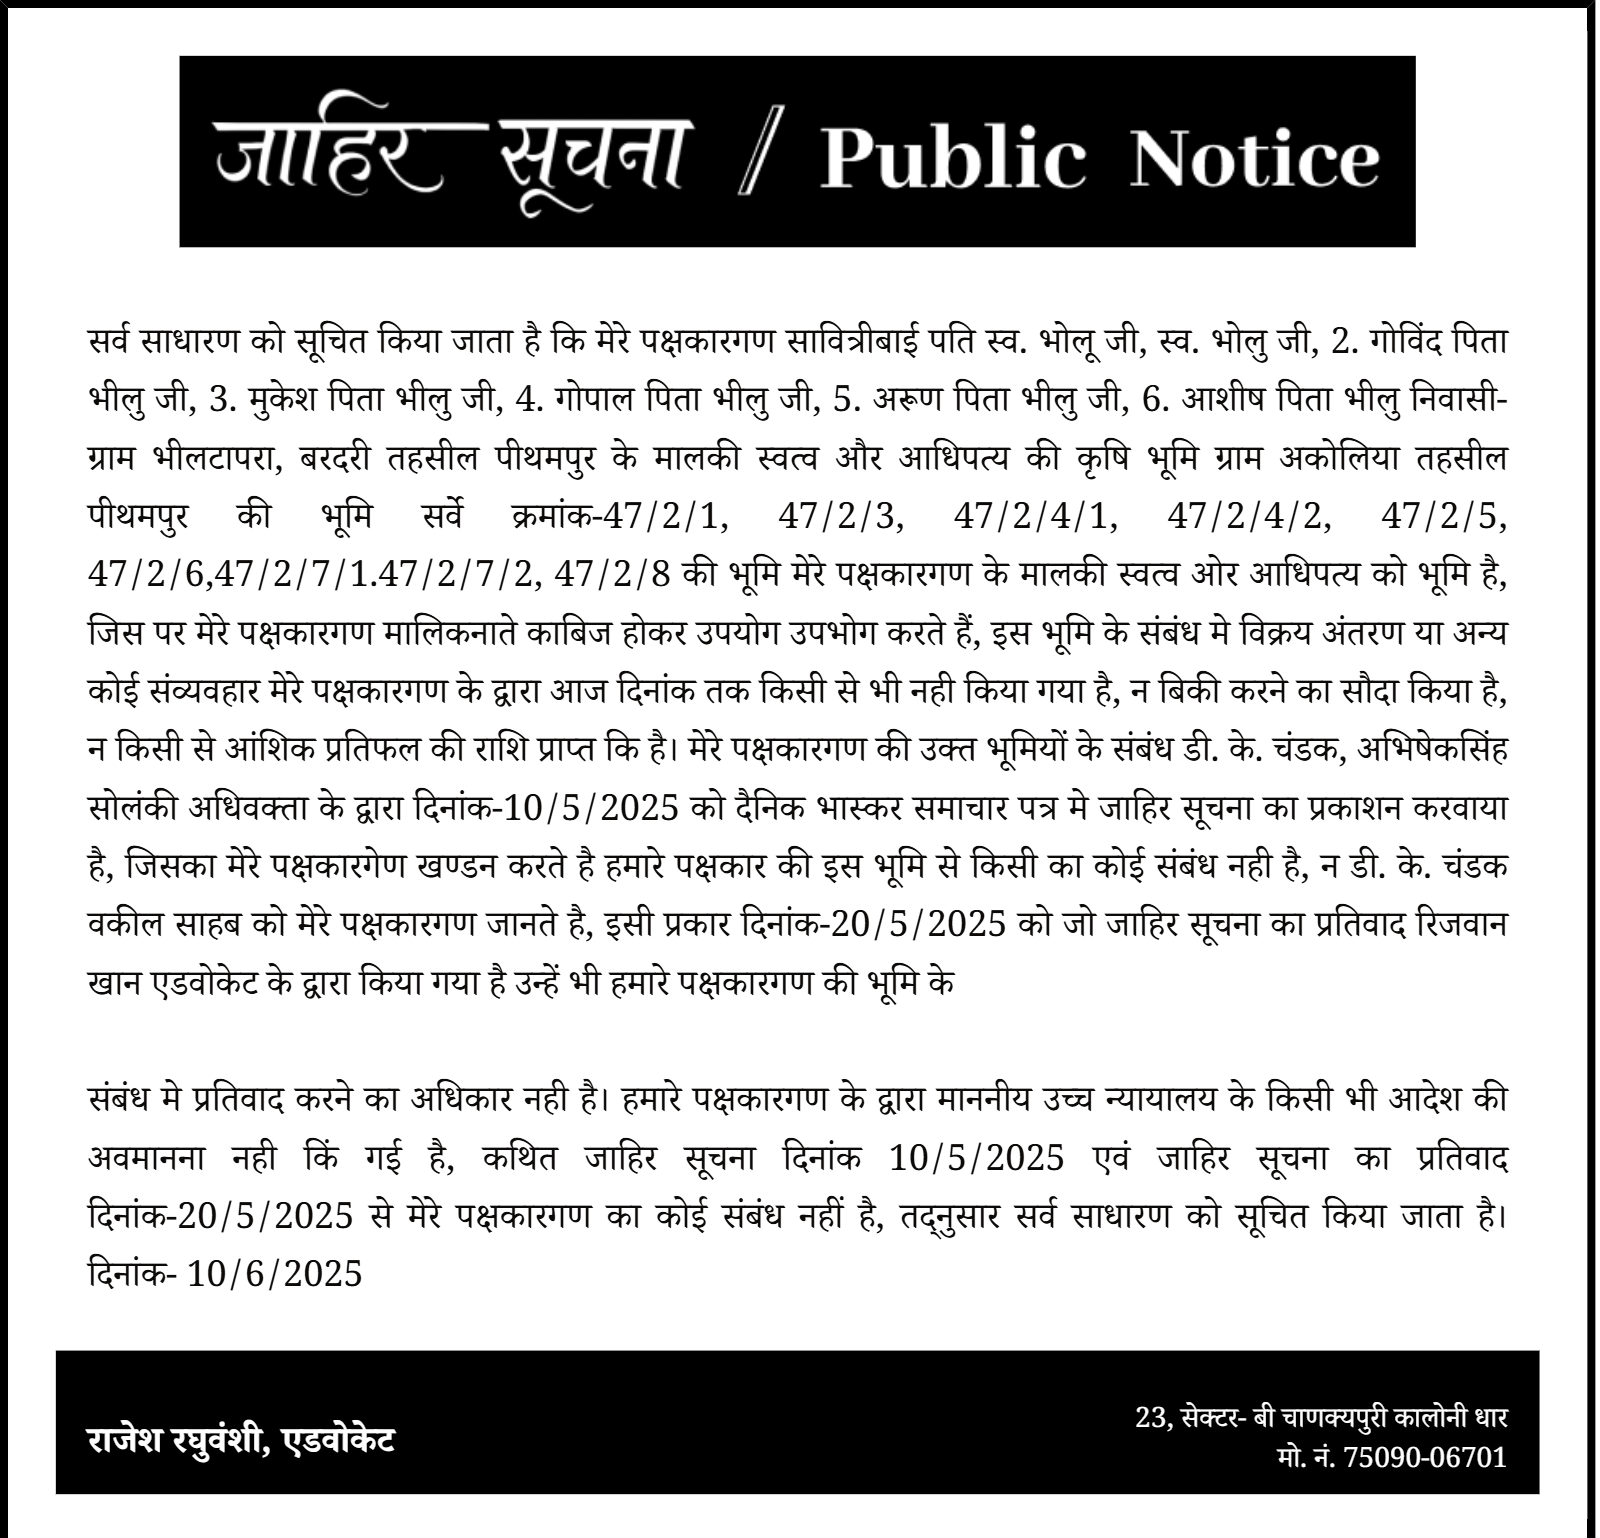 जाहिर सूचना // Public Notice
सर्व साधारण को सूचित किया जाता है कि मेरे पक्षकारगण सावित्रीबाई पति स्व. भोलू जी, स्व. भोलु जी, 2. गोविंद पिता
भीलु जी, 3. मुकेश पिता भीलु जी, 4. गोपाल पिता भीलु जी, 5. अरूण पिता भीलु जी, 6. आशीष पिता भीलु निवासी-
ग्राम भीलटापरा, बरदरी तहसील पीथमपुर के मालकी स्वत्व और आधिपत्य की कृषि भूमि ग्राम अकोलिया तहसील
पीथमपुर की भूमि सर्वे क्रमांक-47/2/1, 47/2/3, 47/2/4/1, 47/2/4/2, 47/2/5,
47/2/6,47/2/7/1.47/2/7/2, 47/2/8 की भूमि मेरे पक्षकारगण के मालकी स्वत्व ओर आधिपत्य को भूमि है,
जिस पर मेरे पक्षकारगण मालिकनाते काबिज होकर उपयोग उपभोग करते हैं, इस भूमि के संबंध मे विक्रय अंतरण या अन्य
कोई संव्यवहार मेरे पक्षकारगण के द्वारा आज दिनांक तक किसी से भी नही किया गया है, न बिकी करने का सौदा किया है,
न किसी से आंशिक प्रतिफल की राशि प्राप्त कि है। मेरे पक्षकारगण की उक्त भूमियों के संबंध डी. के. चंडक, अभिषेकसिंह
सोलंकी अधिवक्ता के द्वारा दिनांक-10/5/2025 को दैनिक भास्कर समाचार पत्र मे जाहिर सूचना का प्रकाशन करवाया
है, जिसका मेरे पक्षकारगेण खण्डन करते है हमारे पक्षकार की इस भूमि से किसी का कोई संबंध नही है, न डी. के. चंडक
वकील साहब को मेरे पक्षकारगण जानते है, इसी प्रकार दिनांक-20/5/2025 को जो जाहिर सूचना का प्रतिवाद रिजवान
खान एडवोकेट के द्वारा किया गया है उन्हें भी हमारे पक्षकारगण की भूमि के
संबंध मे प्रतिवाद करने का अधिकार नही है। हमारे पक्षकारगण के द्वारा माननीय उच्च न्यायालय के किसी भी आदेश की
अवमानना नही किं गई है, कथित जाहिर सूचना दिनांक 10/5/2025 एवं जाहिर सूचना का प्रतिवाद
दिनांक-20/5/2025 से मेरे पक्षकारगण का कोई संबंध नहीं है, तद्नुसार सर्व साधारण को सूचित किया जाता है।
दिनांक- 10/6/2025
राजेश रघुवंशी, एडवोकेट
23, सेक्टर- बी चाणक्यपुरी कालोनी धार
मो. नं. 75090-06701